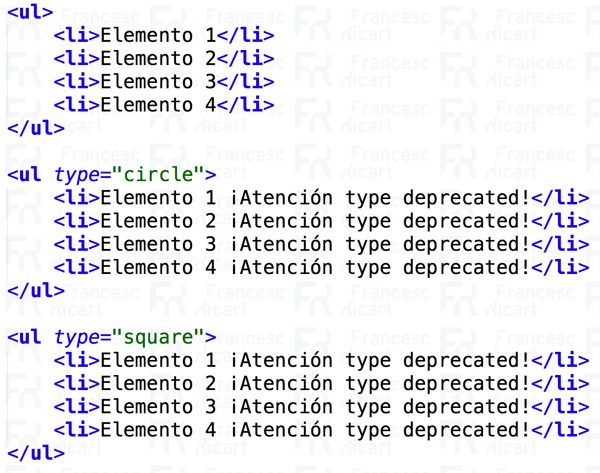 <ul>
    <li>Elemento 1</li>
    <li>Elemento 2</li>
    <li>Elemento 3</li>
    <li>Elemento 4</li>
</ul>

<ul type="circle">
    <li>Elemento 1 ¡Atención type deprecated!</li>
    <li>Elemento 2 ¡Atención type deprecated!</li>
    <li>Elemento 3 ¡Atención type deprecated!</li>
    <li>Elemento 4 ¡Atención type deprecated!</li>
</ul>

<ul type="square">
    <li>Elemento 1 ¡Atención type deprecated!</li>
    <li>Elemento 2 ¡Atención type deprecated!</li>
    <li>Elemento 3 ¡Atención type deprecated!</li>
    <li>Elemento 4 ¡Atención type deprecated!</li>
</ul>